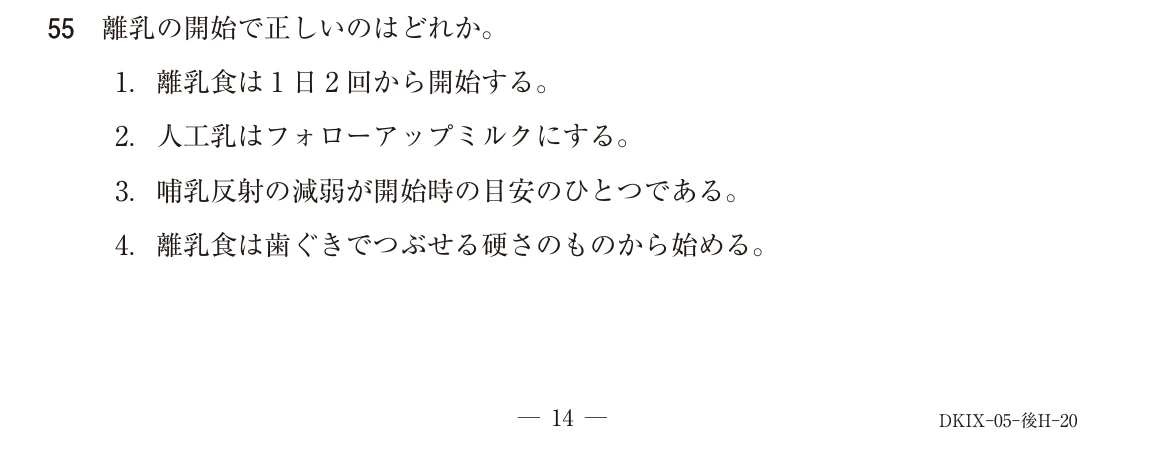 55 離乳の開始で正しいのはどれか。
1. 離乳食は1日2回から開始する。
2. 人工乳はフォローアップミルクにする。
3. 哺乳反射の減弱が開始時の目安のひとつである。
4. 離乳食は歯ぐきでつぶせる硬さのものから始める。
— 14 —
DKIX-05-後H-20